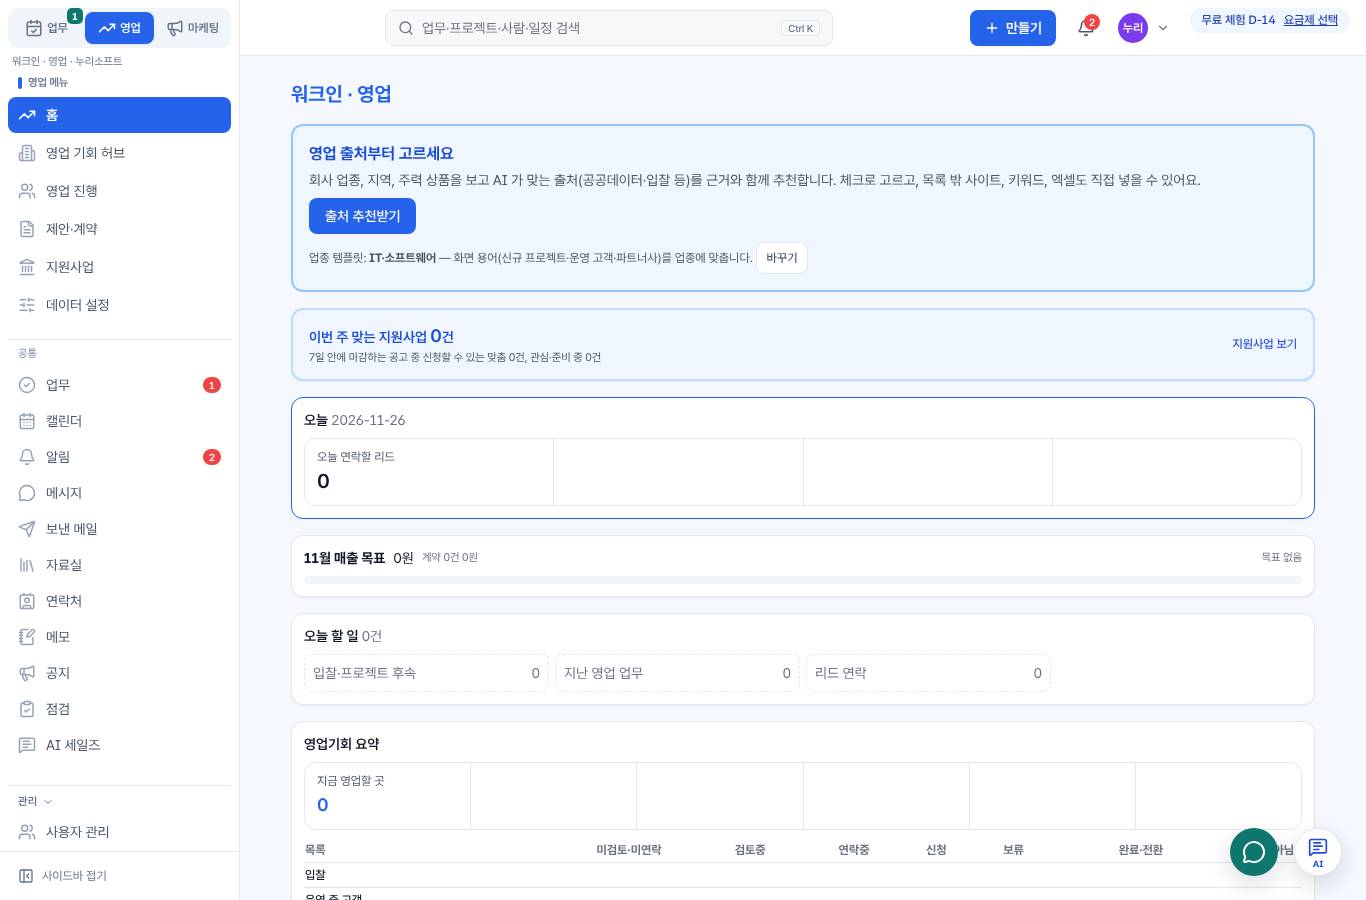 업무
1
영업
마케팅
업무·프로젝트·사람·일정 검색
Ctrl K
만들기
2
누리
무료 체험 D-14 요금제 선택
워크인 · 영업 · 누리소프트
영업 메뉴
홈
영업 기회 허브
영업 진행
제안·계약
지원사업
데이터 설정
공통
업무
1
캘린더
알림
2
메시지
보낸 메일
자료실
연락처
메모
공지
점검
AI 세일즈
관리
사용자 관리
사이드바 접기
워크인 · 영업
영업 출처부터 고르세요
회사 업종, 지역, 주력 상품을 보고 AI 가 맞는 출처(공공데이터·입찰 등)를 근거와 함께 추천합니다. 체크로 고르고, 목록 밖 사이트, 키워드, 엑셀도 직접 넣을 수 있어요.
출처 추천받기
업종 템플릿: IT·소프트웨어 — 화면 용어(신규 프로젝트·운영 고객·파트너사)를 업종에 맞춥니다. 바꾸기
이번 주 맞는 지원사업 0건
7일 안에 마감하는 공고 중 신청할 수 있는 맞춤 0건, 관심·준비 중 0건
지원사업 보기
오늘 2026-11-26
오늘 연락할 리드
0
11월 매출 목표 0원 계약 0건 0원
목표 없음
오늘 할 일 0건
입찰·프로젝트 후속 0
지난 영업 업무 0
리드 연락 0
영업기회 요약
지금 영업할 곳
0
목록 미검토·미연락 검토중 연락중 신청 보류 완료·전환
입찰
운영 중 고객
AI